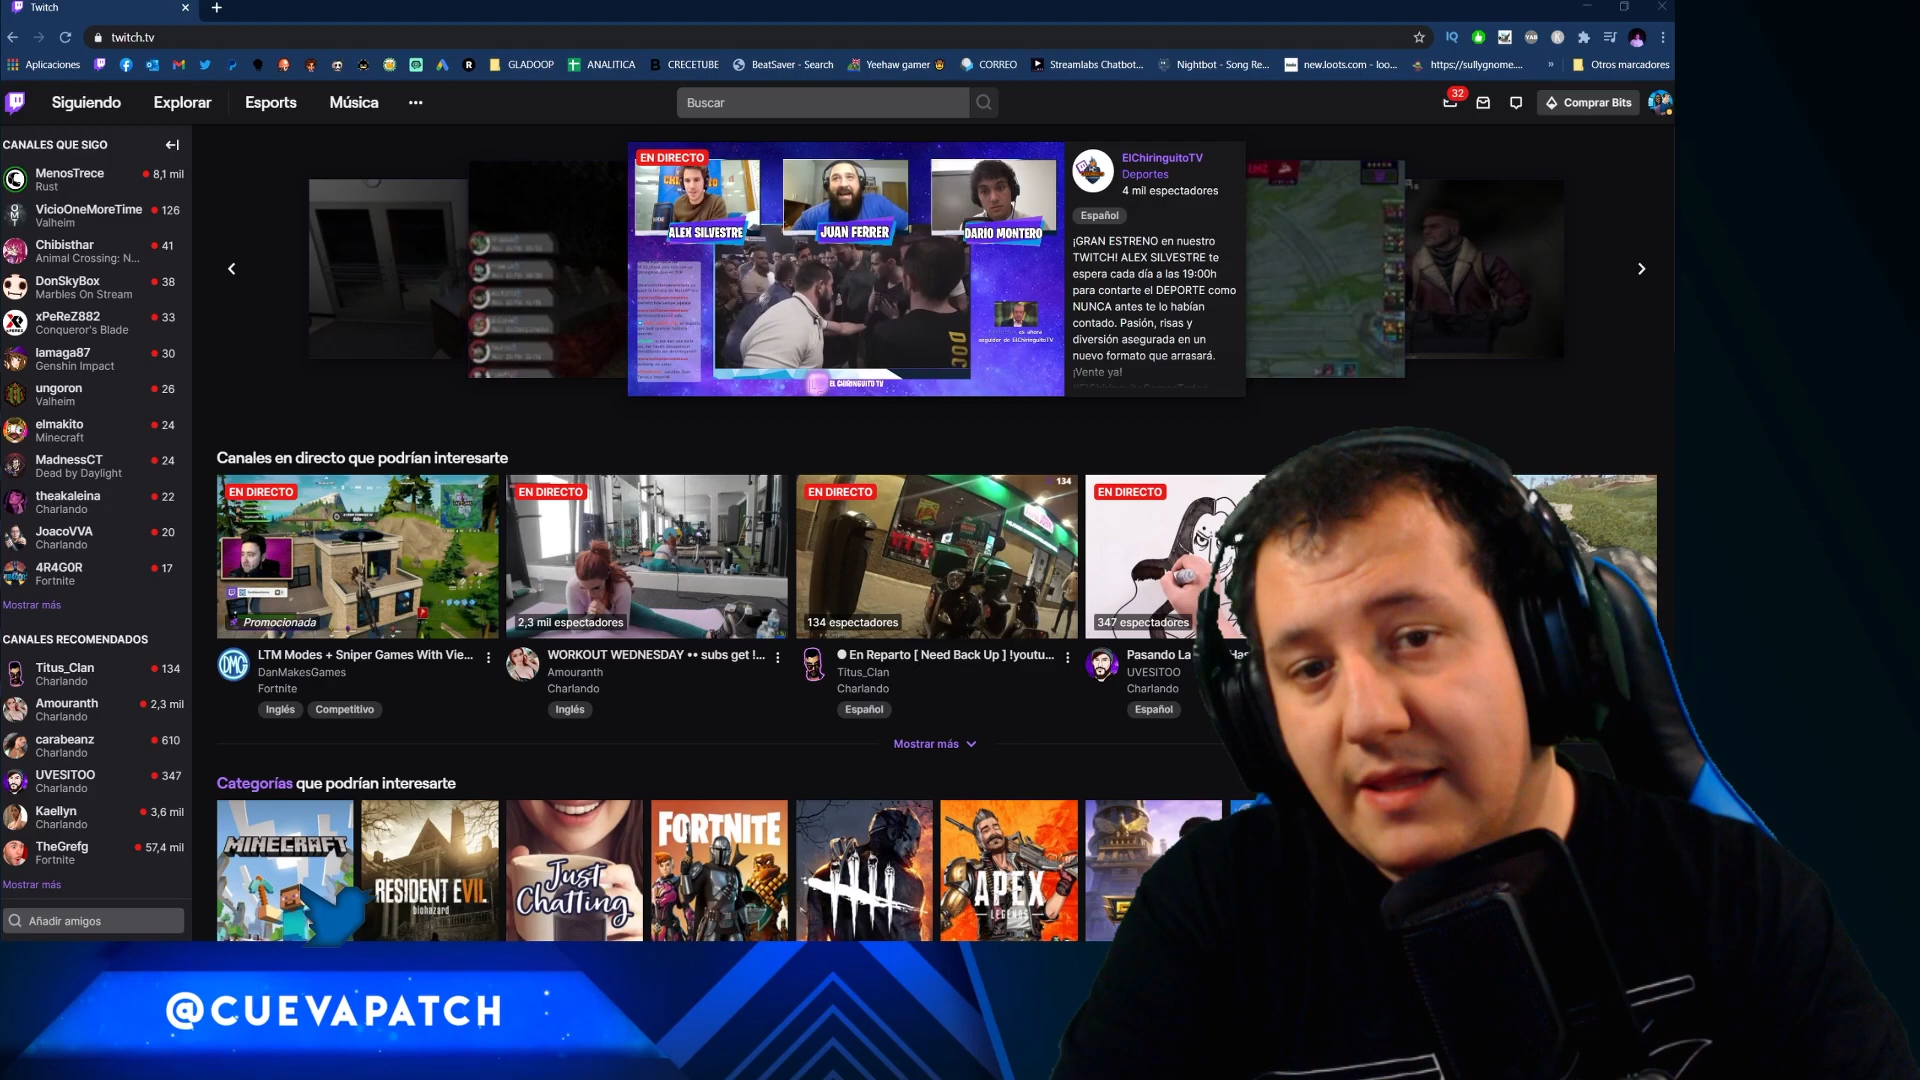 Twitch
twitch.tv
Aplicaciones
GLADOOP
ANALITICA
CRECETUBE
BeatSaver - Search
Yeehaw gamer
CORREO
Streamlabs Chatbot...
Nightbot - Song Re...
new.loots.com - loo...
https://sullygnome....
»
Otros marcadores
Siguiendo
Explorar
Esports
Música
Buscar
32
Comprar Bits
CANALES QUE SIGO
MenosTrece
8,1 mil
Rust
VicioOneMoreTime
126
Valheim
Chibisthar
41
Animal Crossing: N...
DonSkyBox
38
Marbles On Stream
xPeReZ882
33
Conqueror's Blade
lamaga87
30
Genshin Impact
ungoron
26
Valheim
elmakito
24
Minecraft
MadnessCT
24
Dead by Daylight
theakaleina
22
Charlando
JoacoVVA
20
Charlando
4R4G0R
17
Fortnite
Mostrar más
CANALES RECOMENDADOS
Titus_Clan
134
Charlando
Amouranth
2,3 mil
Charlando
carabeanz
610
Charlando
UVESITOO
347
Charlando
Kaellyn
3,6 mil
Charlando
TheGrefg
57,4 mil
Fortnite
Mostrar más
Añadir amigos
EN DIRECTO
ALEX SILVESTRE
JUAN FERRER
DARIO MONTERO
EL CHIRINGUITO TV
ElChiringuitoTV
Deportes
4 mil espectadores
Español
¡GRAN ESTRENO en nuestro
TWITCH! ALEX SILVESTRE te
espera cada día a las 19:00h
para contarte el DEPORTE como
NUNCA antes te lo habían
contado. Pasión, risas y
diversión asegurada en un
nuevo formato que arrasará.
¡Vente ya!
Canales en directo que podrían interesarte
EN DIRECTO
Promocionada
LTM Modes + Sniper Games With Vie...
DanMakesGames
Fortnite
Inglés
Competitivo
EN DIRECTO
2,3 mil espectadores
WORKOUT WEDNESDAY •• subs get !...
Amouranth
Charlando
Inglés
EN DIRECTO
134
134 espectadores
En Reparto [ Need Back Up ] !youtu...
Titus_Clan
Charlando
Español
EN DIRECTO
347 espectadores
Pasando La
UVESITOO
Charlando
Español
Mostrar más
Categorías que podrían interesarte
MINECRAFT
RESIDENT EVIL
biohazard
Just
Chatting
FORTNITE
APEX
LEGENDS
@CUEVAPATCH